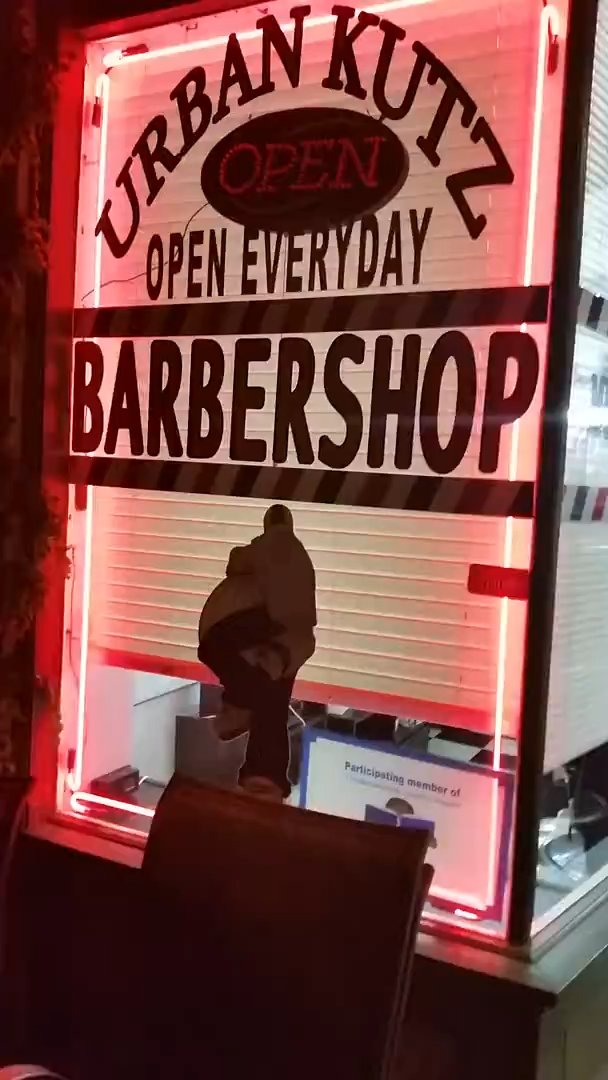 URBAN KUTZ
OPEN
OPEN EVERYDAY
BARBERSHOP
Participating member of